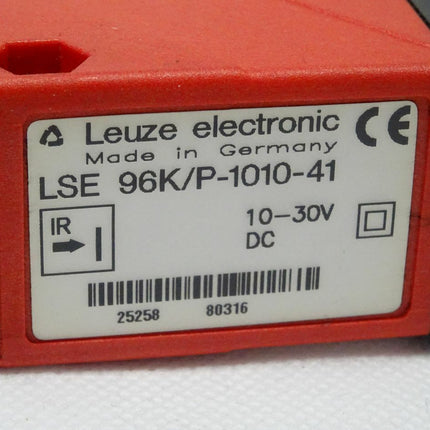 Leuze electronic CE
Made in Germany
LSE 96K/P-1010-41
IR
10-30V
DC
25258 80316